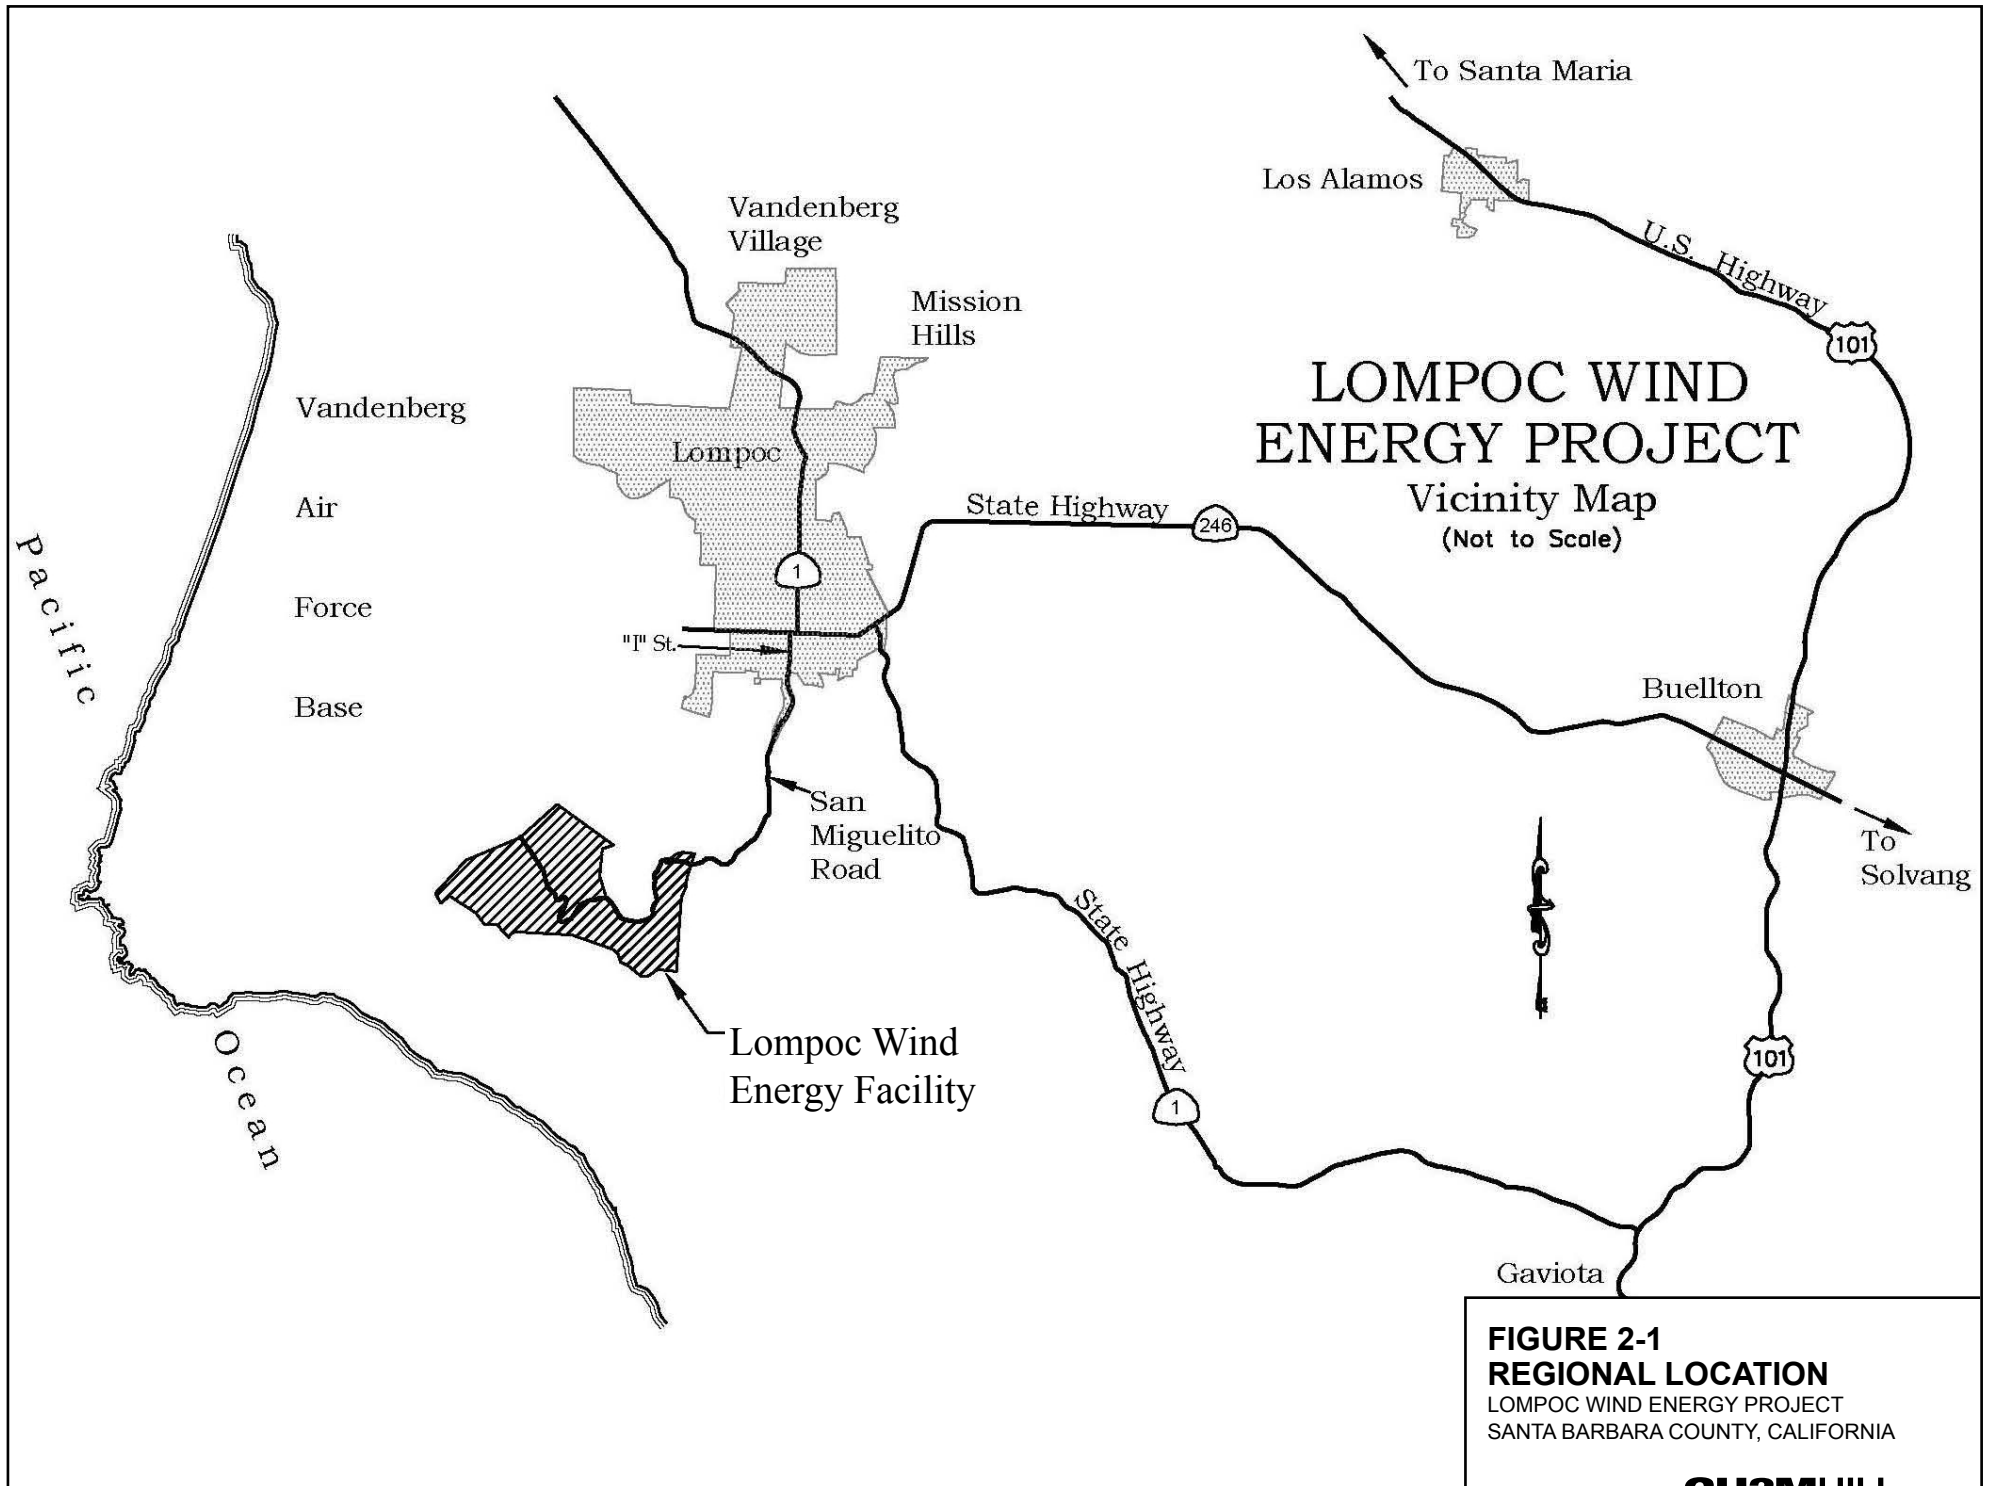 To Santa Maria
Los Alamos
Vandenberg
Village
U.S. Highway
Mission
Hills
101
LOMPOC WIND
ENERGY PROJECT
Vicinity Map
(Not to Scale)
Vandenberg
Air
Force
Base
Lompoc
State Highway
246
1
Pacific
"I" St.
Buellton
San
Miguelito
Road
To
Solvang
State Highway
1
101
Lompoc Wind
Energy Facility
Ocean
Gaviota
FIGURE 2-1
REGIONAL LOCATION
LOMPOC WIND ENERGY PROJECT
SANTA BARBARA COUNTY, CALIFORNIA